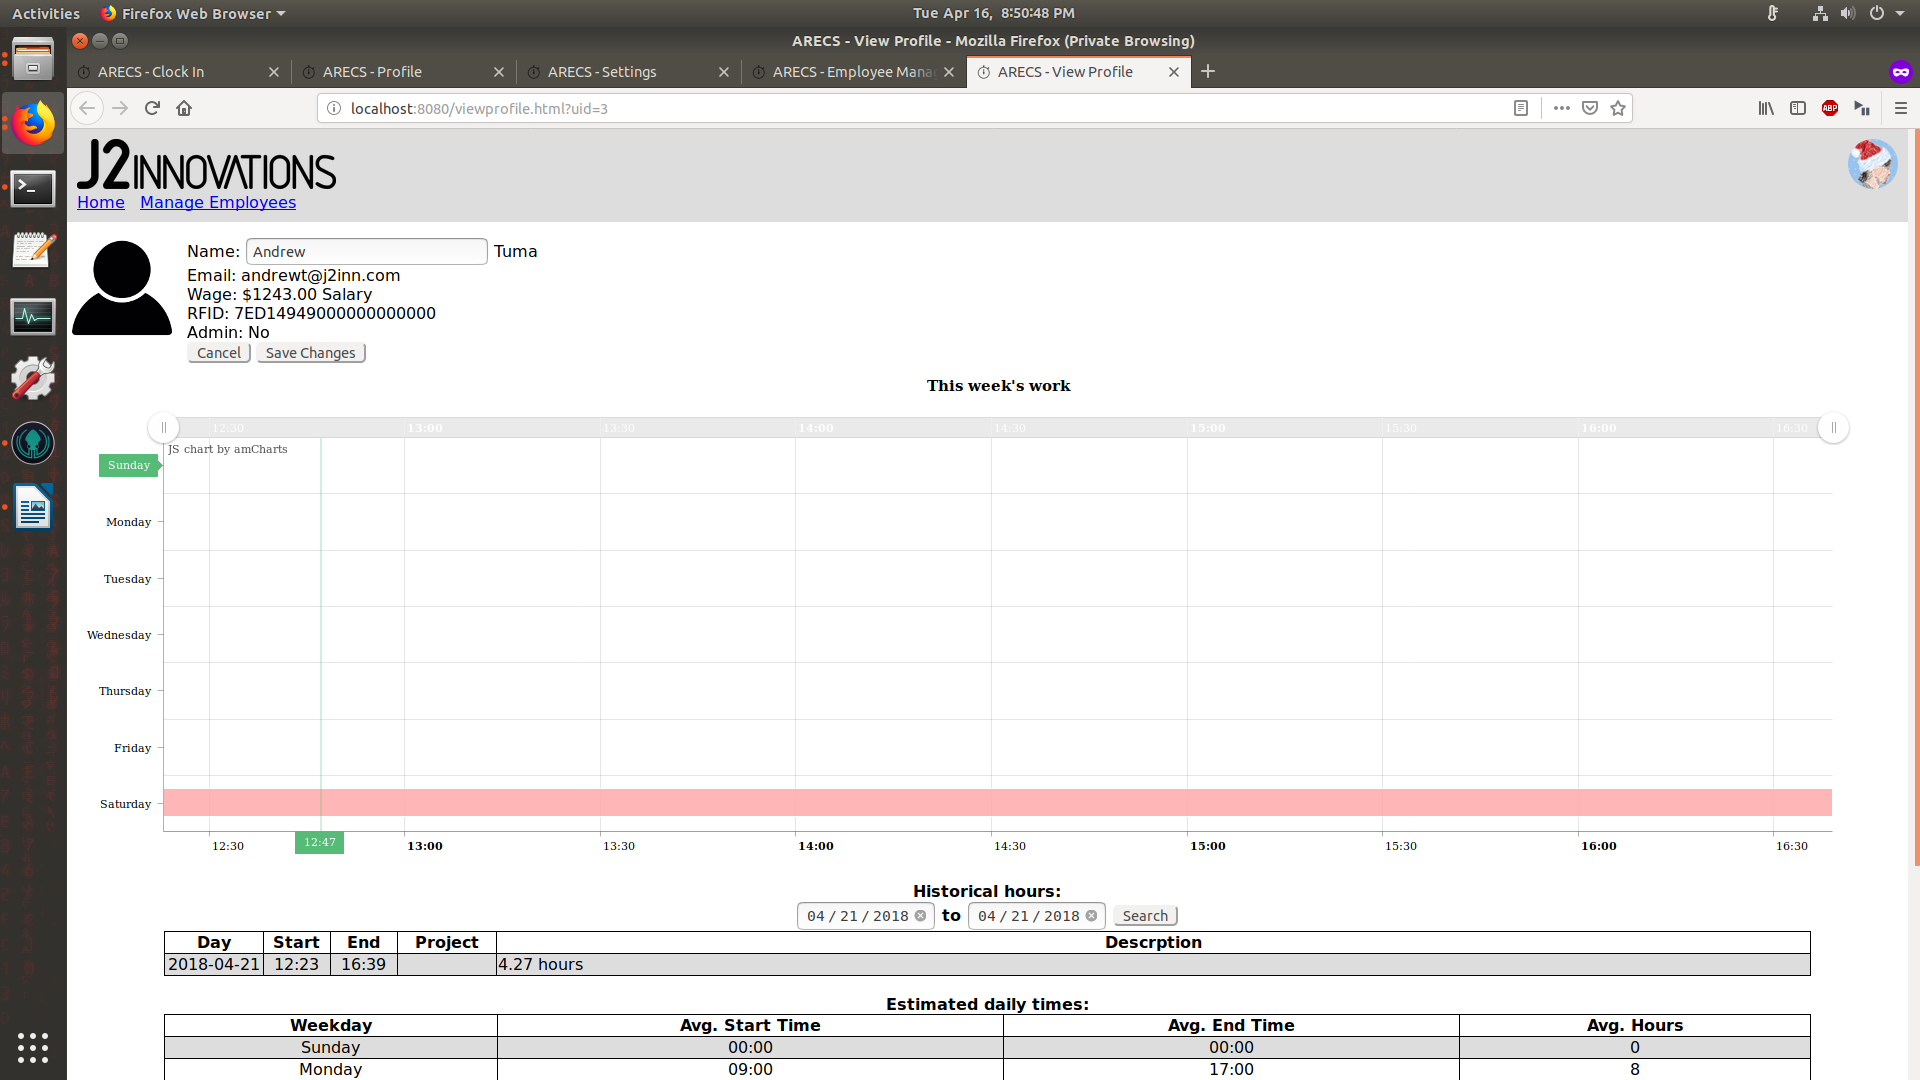 Activities Firefox Web Browser Tue Apr 16, 8:50:48 PM
ARECS - View Profile - Mozilla Firefox (Private Browsing)
ARECS - Clock In ARECS - Profile ARECS - Settings ARECS - Employee Mana ARECS - View Profile
localhost:8080/viewprofile.html?uid=3 ABP
J2INNOVATIONS
Home Manage Employees
Name: Andrew Tuma
Email: andrewt@j2inn.com
Wage: $1243.00 Salary
RFID: 7ED14949000000000000
Admin: No
Cancel Save Changes
This week's work
12:30 13:00 13:30 14:00 14:30 15:00 15:30 16:00 16:30
JS chart by amCharts
Sunday
Monday
Tuesday
Wednesday
Thursday
Friday
Saturday
12:30 12:47 13:00 13:30 14:00 14:30 15:00 15:30 16:00 16:30
Historical hours:
04 / 21 / 2018 to 04 / 21 / 2018 Search
Day Start End Project Descrption
2018-04-21 12:23 16:39 4.27 hours
Estimated daily times:
Weekday Avg. Start Time Avg. End Time Avg. Hours
Sunday 00:00 00:00 0
Monday 09:00 17:00 8